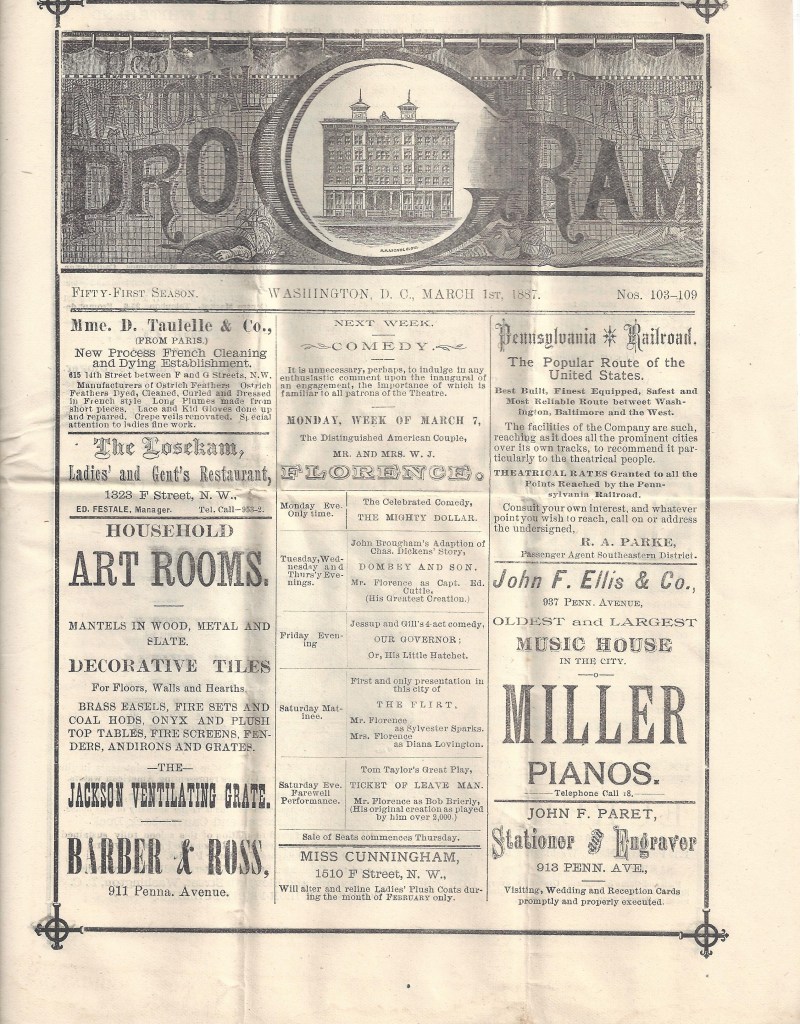 New
NATIONAL
THEATRE
PROGRAM
FIFTY-FIRST SEASON. WASHINGTON, D. C., MARCH 1ST, 1887. NOS. 103-109
Mme. D. Taulelle & Co.,
(FROM PARIS.)
New Process French Cleaning
and Dying Establishment,
615 14th Street between F and G Streets, N.W.
Manufacturers of Ostrich Feathers Ostrich
Feathers Dyed, Cleaned, Curled and Dressed
in French style Long Plumes made from
short pieces. Lace and Kid Gloves done up
and repaired. Crepe veils renovated. Special
attention to ladies fine work.
The Losekam,
Ladies' and Gent's Restaurant,
1323 F Street, N. W.,
ED. FESTALE, Manager. Tel. Call-953-2.
HOUSEHOLD
ART ROOMS.
MANTELS IN WOOD, METAL AND
SLATE.
DECORATIVE TILES
For Floors, Walls and Hearths.
BRASS EASELS, FIRE SETS AND
COAL HODS, ONYX AND PLUSH
TOP TABLES, FIRE SCREENS, FEN-
DERS, ANDIRONS AND GRATES.
—THE—
JACKSON VENTILATING GRATE.
BARBER & ROSS,
911 Penna. Avenue.
NEXT WEEK.
COMEDY.
It is unnecessary, perhaps, to indulge in any
enthusiastic comment upon the inaugural of
an engagement, the importance of which is
familiar to all patrons of the Theatre.
MONDAY, WEEK OF MARCH 7,
The Distinguished American Couple,
MR. AND MRS. W. J.
FLORENCE.
Monday Eve.
Only time.
The Celebrated Comedy,
THE MIGHTY DOLLAR.
Tuesday, Wed-
nesday and
Thurs'y Eve-
nings.
John Brougham's Adaption of
Chas. Dickens' Story,
DOMBEY AND SON.
Mr. Florence as Capt. Ed.
Cuttle.
(His Greatest Creation.)
Friday Even-
ing
Jessup and Gill's 4-act comedy,
OUR GOVERNOR;
Or, His Little Hatchet.
Saturday Mat-
inee.
First and only presentation in
this city of
THE FLIRT.
Mr. Florence
as Sylvester Sparks.
Mrs. Florence
as Diana Lovington.
Saturday Eve.
Farewell
Performance.
Tom Taylor's Great Play,
TICKET OF LEAVE MAN.
Mr. Florence as Bob Brierly,
(His original creation as played
by him over 2,000.)
Sale of Seats commences Thursday.
MISS CUNNINGHAM,
1510 F Street, N. W.,
Will alter and reline Ladies' Plush Coats dur-
ing the month of FEBRUARY only.
Pennsylvania * Railroad.
The Popular Route of the
United States.
Best Built, Finest Equipped, Safest and
Most Reliable Route betweet Wash-
ington, Baltimore and the West.
The facilities of the Company are such,
reaching as it does all the prominent cities
over its own tracks, to recommend it par-
ticularly to the theatrical people.
THEATRICAL RATES Granted to all the
Points Reached by the Penn-
sylvania Railroad.
Consult your own interest, and whatever
point you wish to reach, call on or address
the undersigned,
R. A. PARKE,
Passenger Agent Southeastern District.
John F. Ellis & Co.,
937 PENN. AVENUE,
OLDEST and LARGEST
MUSIC HOUSE
IN THE CITY.
—o—
MILLER
PIANOS.
Telephone Call 18.
JOHN F. PARET,
Stationer and Engraver
913 PENN. AVE.,
Visiting, Wedding and Reception Cards
promptly and properly executed.